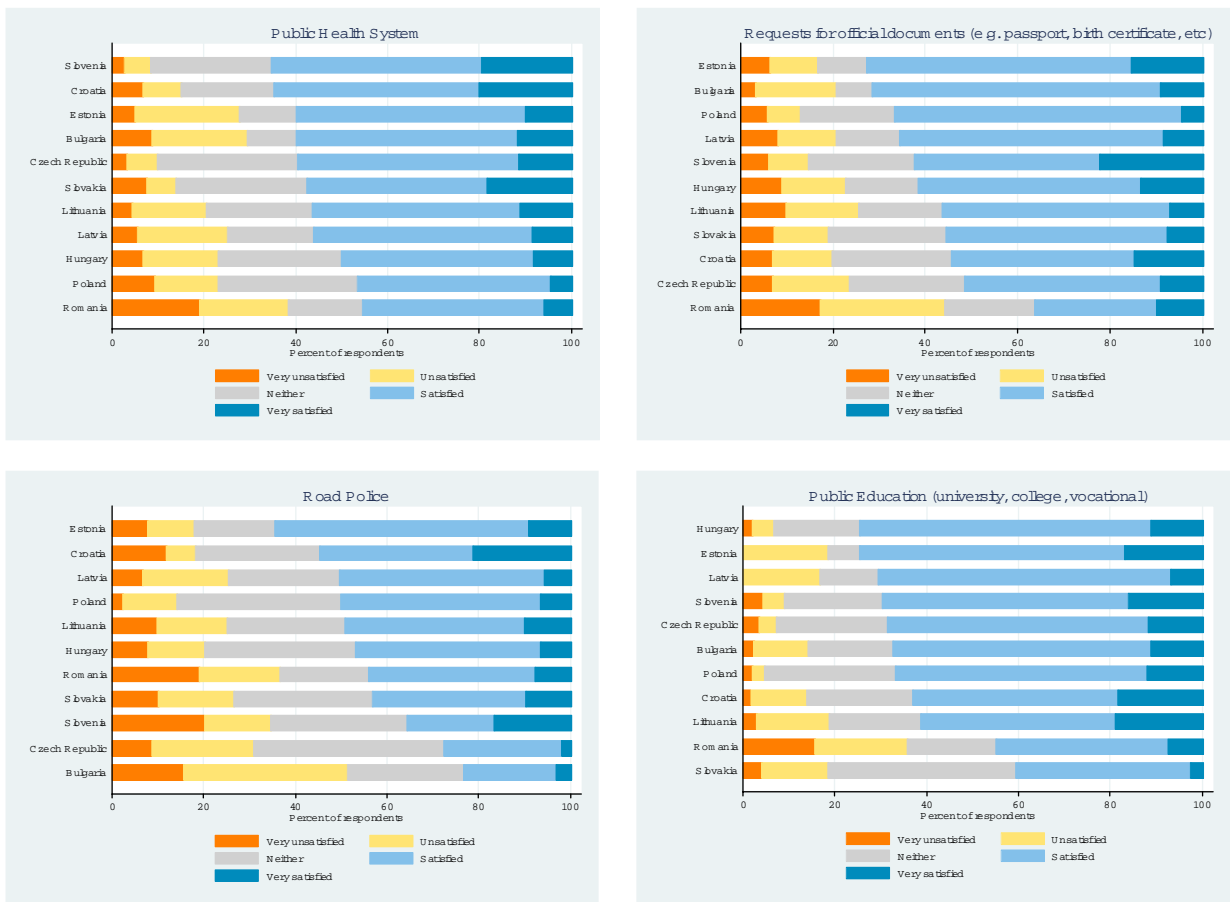 Public Health System
Slovenia
Croatia
Estonia
Bulgaria
Czech Republic
Slovakia
Lithuania
Latvia
Hungary
Poland
Romania
0 20 40 60 80 100
Percent of respondents
Very unsatisfied Unsatisfied
Neither Satisfied
Very satisfied
Requests for official documents (e.g. passport, birth certificate, etc)
Estonia
Bulgaria
Poland
Latvia
Slovenia
Hungary
Lithuania
Slovakia
Croatia
Czech Republic
Romania
0 20 40 60 80 100
Percent of respondents
Very unsatisfied Unsatisfied
Neither Satisfied
Very satisfied
Road Police
Estonia
Croatia
Latvia
Poland
Lithuania
Hungary
Romania
Slovakia
Slovenia
Czech Republic
Bulgaria
0 20 40 60 80 100
Percent of respondents
Very unsatisfied Unsatisfied
Neither Satisfied
Very satisfied
Public Education (university, college, vocational)
Hungary
Estonia
Latvia
Slovenia
Czech Republic
Bulgaria
Poland
Croatia
Lithuania
Romania
Slovakia
0 20 40 60 80 100
Percent of respondents
Very unsatisfied Unsatisfied
Neither Satisfied
Very satisfied